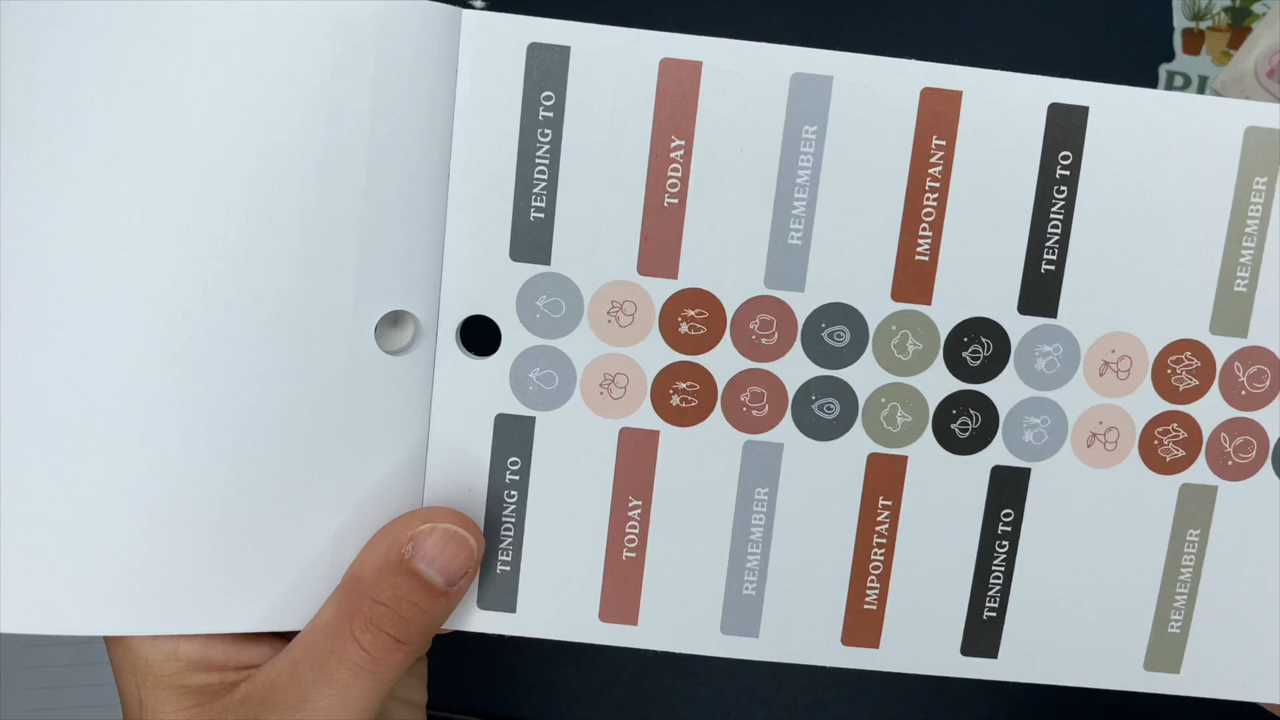 TENDING TO
TODAY
REMEMBER
IMPORTANT
TENDING TO
REMEMBER
TENDING TO
TODAY
REMEMBER
IMPORTANT
TENDING TO
REMEMBER